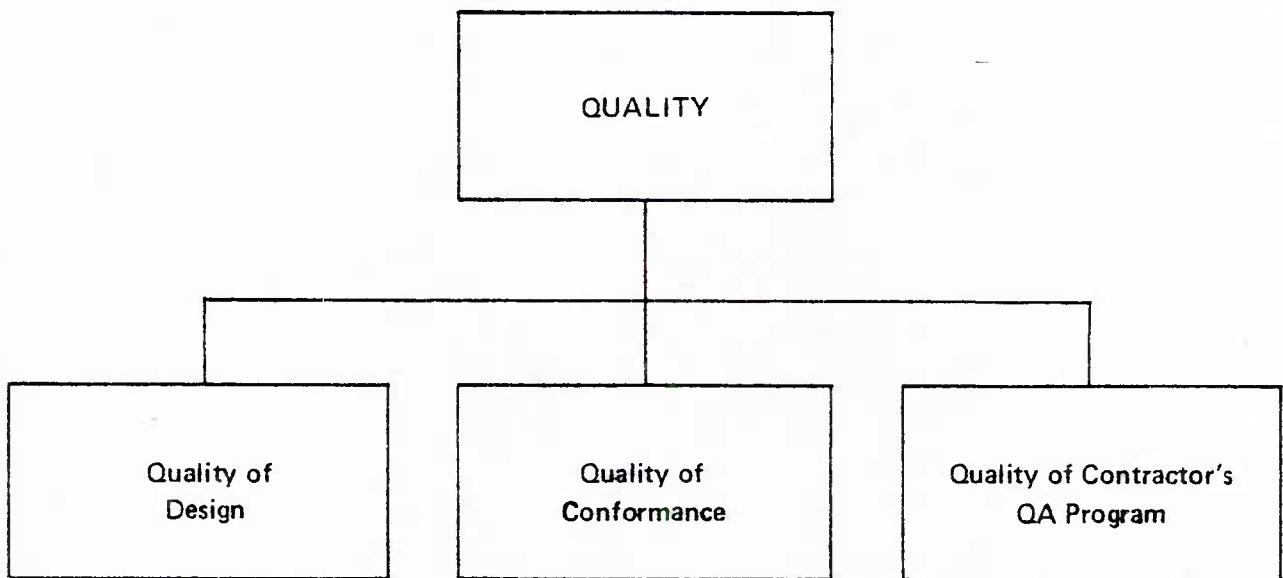 QUALITY
Quality of
Design
Quality of
Conformance
Quality of Contractor's
QA Program